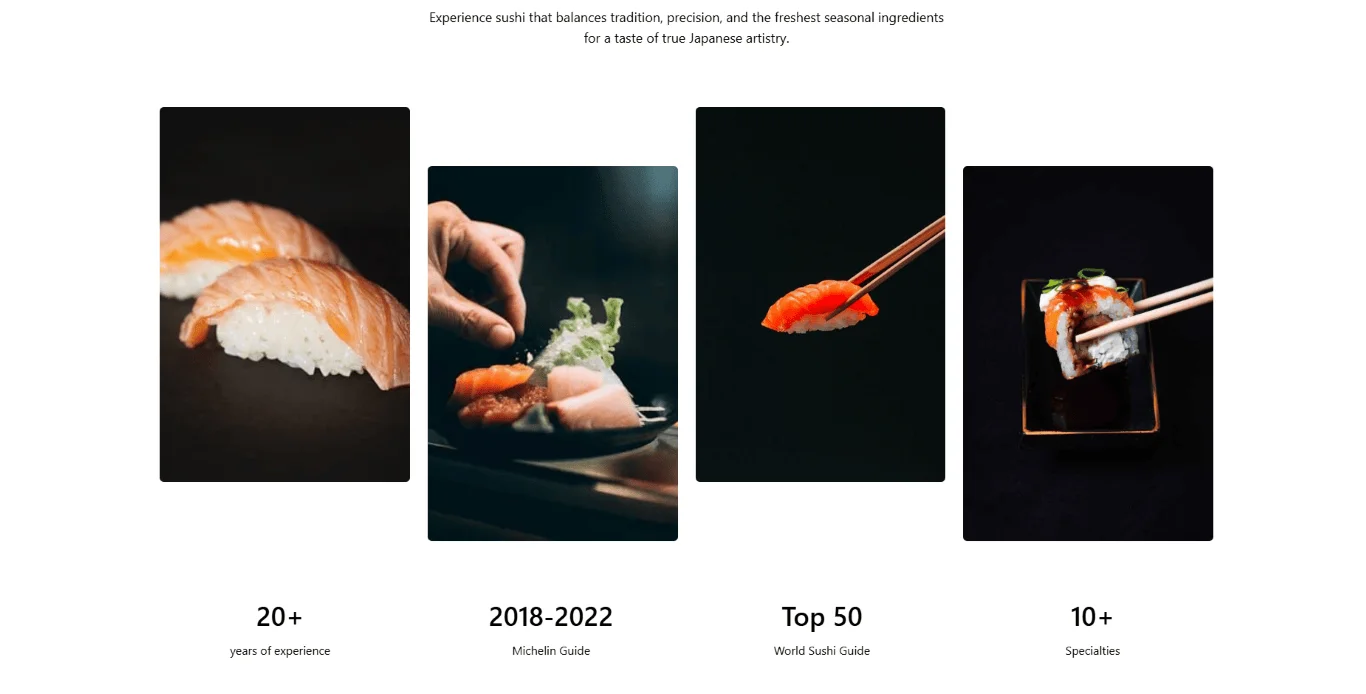 Experience sushi that balances tradition, precision, and the freshest seasonal ingredients
for a taste of true Japanese artistry.
20+
years of experience
2018-2022
Michelin Guide
Top 50
World Sushi Guide
10+
Specialties